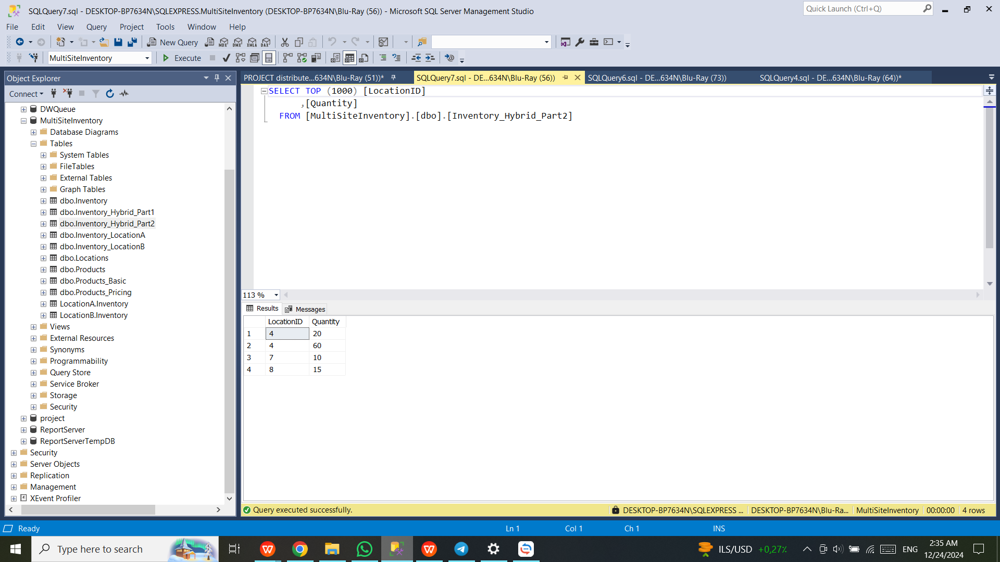 SQLQuery7.sql - DESKTOP-BP7634N\SQLEXPRESS.MultiSiteInventory (DESKTOP-BP7634N\Blu-Ray (56)) - Microsoft SQL Server Management Studio
Quick Launch (Ctrl+Q)
File Edit View Query Project Tools Window Help
New Query
MDX DMX XMLA DAX
MultiSiteInventory
Execute
Object Explorer
PROJECT distribute...634N\Blu-Ray (51))*
SQLQuery7.sql - DE...634N\Blu-Ray (56))
SQLQuery6.sql - DE...634N\Blu-Ray (73))
SQLQuery4.sql - DE...634N\Blu-Ray (64))*
Connect
DWQueue
MultiSiteInventory
Database Diagrams
Tables
System Tables
FileTables
External Tables
Graph Tables
dbo.Inventory
dbo.Inventory_Hybrid_Part1
dbo.Inventory_Hybrid_Part2
dbo.Inventory_LocationA
dbo.Inventory_LocationB
dbo.Locations
dbo.Products
dbo.Products_Basic
dbo.Products_Pricing
LocationA.Inventory
LocationB.Inventory
Views
External Resources
Synonyms
Programmability
Query Store
Service Broker
Storage
Security
project
ReportServer
ReportServerTempDB
Security
Server Objects
Replication
Management
XEvent Profiler
SELECT TOP (1000) [LocationID]
,[Quantity]
FROM [MultiSiteInventory].[dbo].[Inventory_Hybrid_Part2]
113 %
Results Messages
LocationID Quantity
1 4 20
2 4 60
3 7 10
4 8 15
Query executed successfully.
DESKTOP-BP7634N\SQLEXPRESS ... DESKTOP-BP7634N\Blu-Ra... MultiSiteInventory 00:00:00 4 rows
Ready Ln 1 Col 1 Ch 1 INS
Type here to search
ILS/USD +0,27%
ENG
2:35 AM
12/24/2024